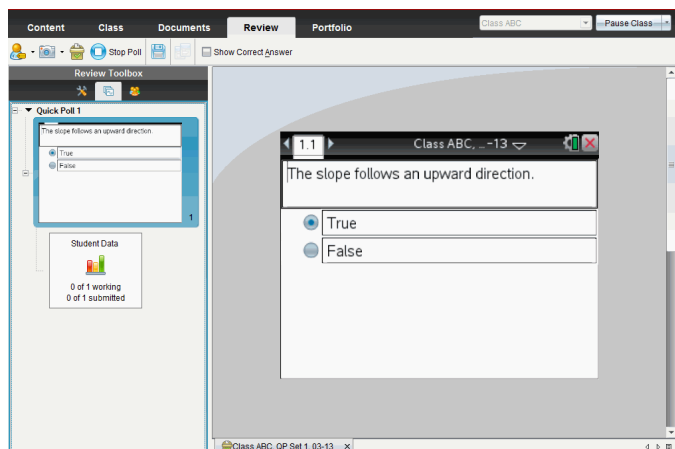 Content Class Documents Review Portfolio Class ABC Pause Class
Stop Poll Show Correct Answer
Review Toolbox
Quick Poll 1
The slope follows an upward direction.
True
False
1
Student Data
0 of 1 working
0 of 1 submitted
1.1 Class ABC, ...-13
The slope follows an upward direction.
True
False
Class ABC, QP Set 1, 03-13